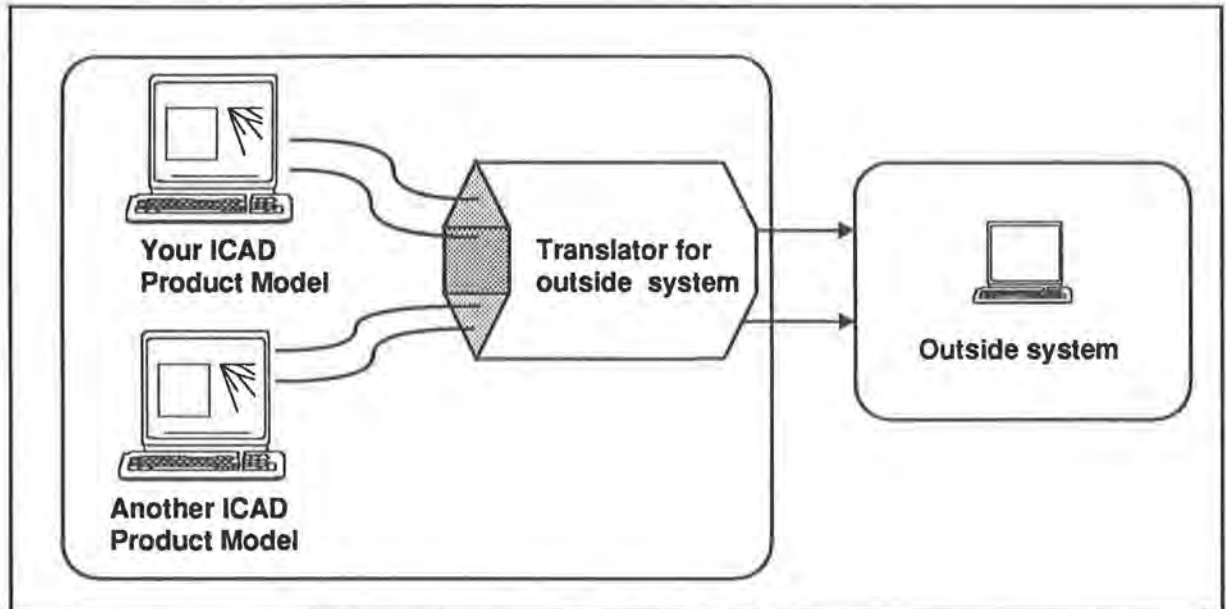 Your ICAD
Product Model
Translator for
outside system
Outside system
Another ICAD
Product Model